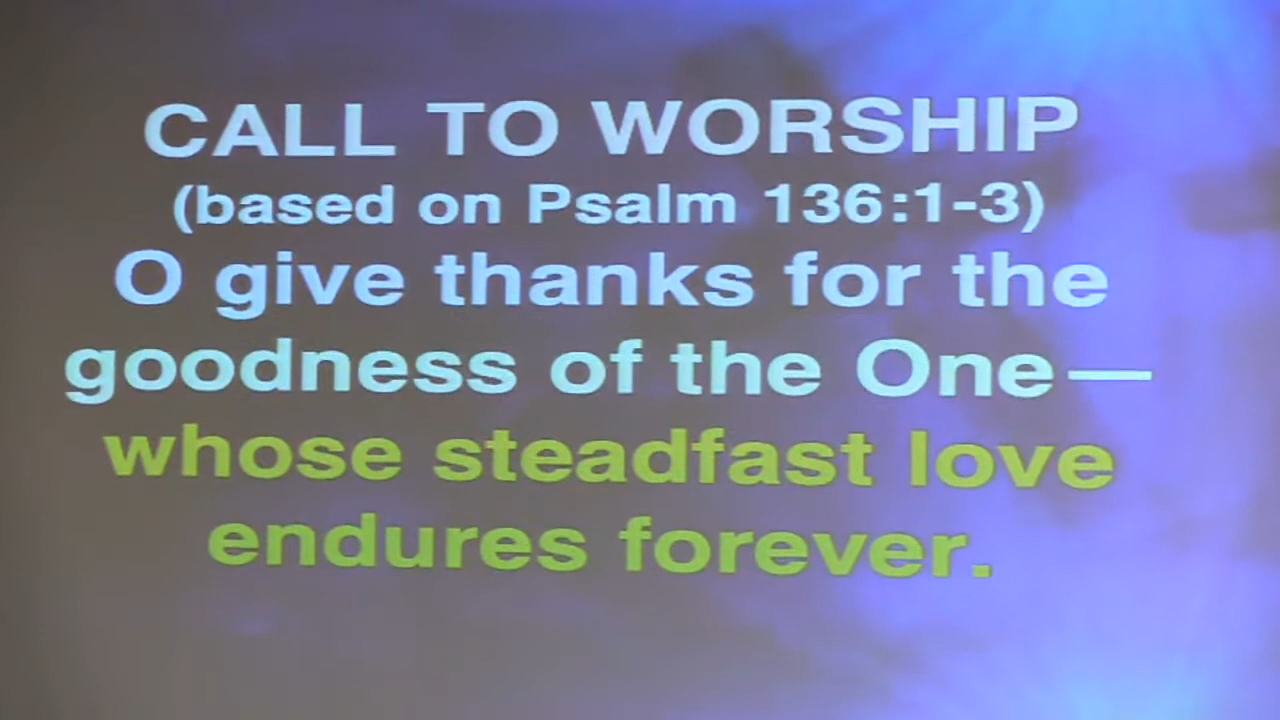 CALL TO WORSHIP
(based on Psalm 136:1-3)
O give thanks for the
goodness of the One—
whose steadfast love
endures forever.